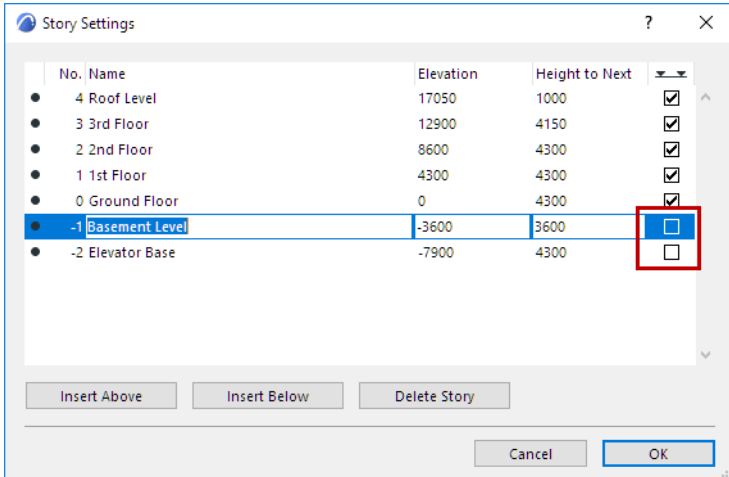 Story Settings ?
No. Name Elevation Height to Next
4 Roof Level 17050 1000
3 3rd Floor 12900 4150
2 2nd Floor 8600 4300
1 1st Floor 4300 4300
0 Ground Floor 0 4300
-1 Basement Level -3600 3600
-2 Elevator Base -7900 4300
Insert Above Insert Below Delete Story
Cancel OK